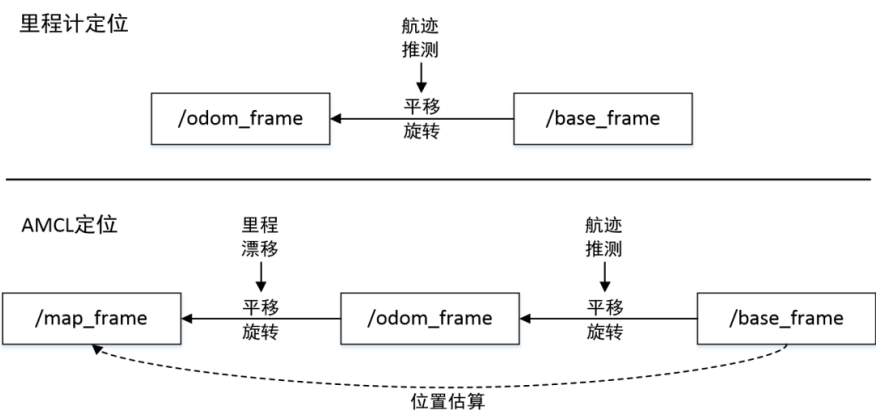 里程计定位
航迹
推测
/odom_frame
平移
旋转
/base_frame
AMCL定位
里程
漂移
航迹
推测
/map_frame
平移
旋转
/odom_frame
平移
旋转
/base_frame
位置估算